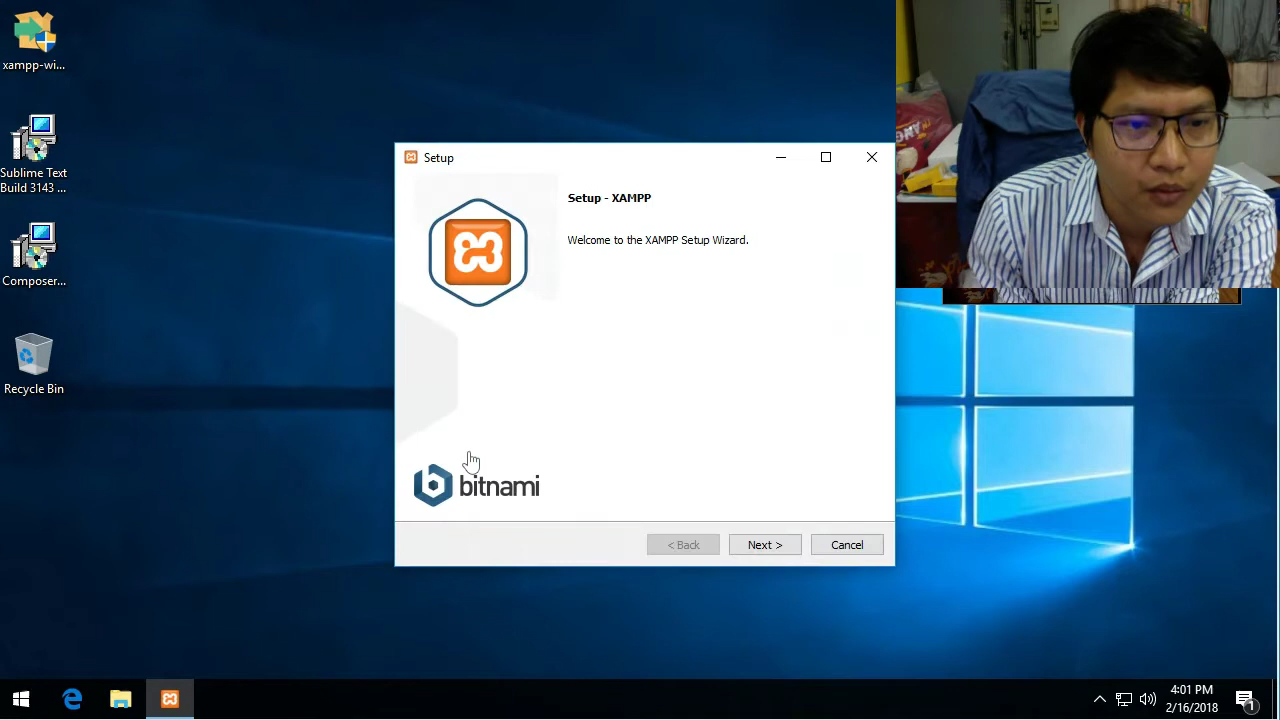 xampp-wi...
Sublime Text
Build 3143 ...
Composer...
Recycle Bin
Setup
Setup - XAMPP
Welcome to the XAMPP Setup Wizard.
bitnami
< Back
Next >
Cancel
4:01 PM
2/16/2018
1